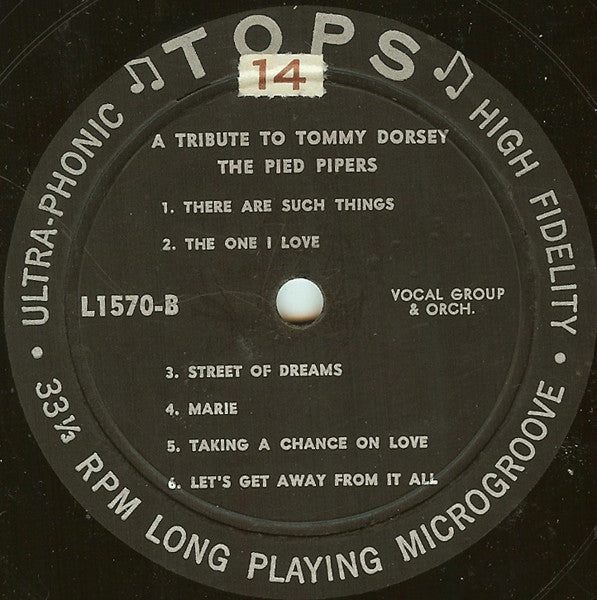 TOPS
14
ULTRA-PHONIC
HIGH FIDELITY
A TRIBUTE TO TOMMY DORSEY
THE PIED PIPERS
1. THERE ARE SUCH THINGS
2. THE ONE I LOVE
L1570-B
VOCAL GROUP
& ORCH.
3. STREET OF DREAMS
4. MARIE
5. TAKING A CHANCE ON LOVE
6. LET'S GET AWAY FROM IT ALL
• 33⅓ RPM LONG PLAYING MICROGROOVE •